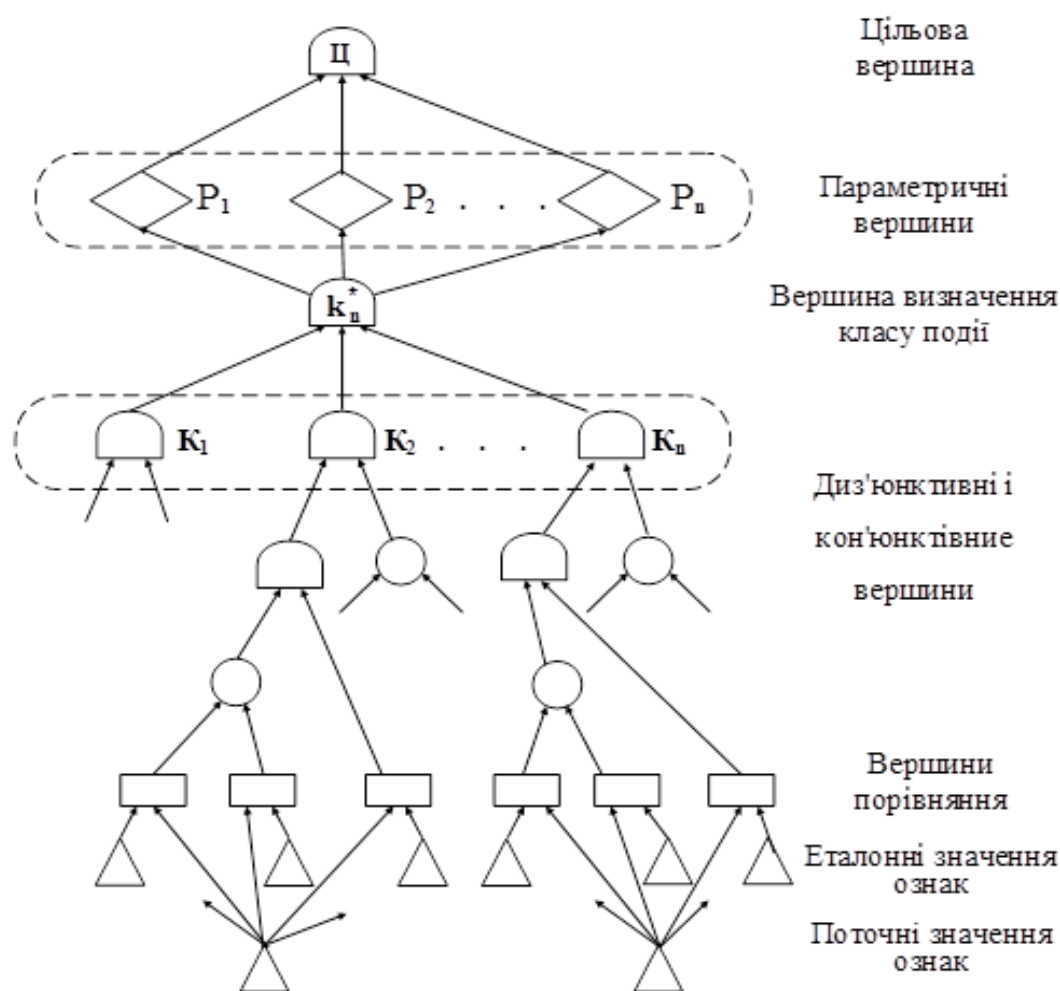 Ц
Цільова
вершина
P₁ P₂ . . . Pₙ
Параметричні
вершини
k*ₙ
Вершина визначення
класу події
K₁ K₂ . . . Kₙ
Диз'юнктивні і
кон'юнктівние
вершини
Вершини
порівняння
Еталонні значення
ознак
Поточні значення
ознак